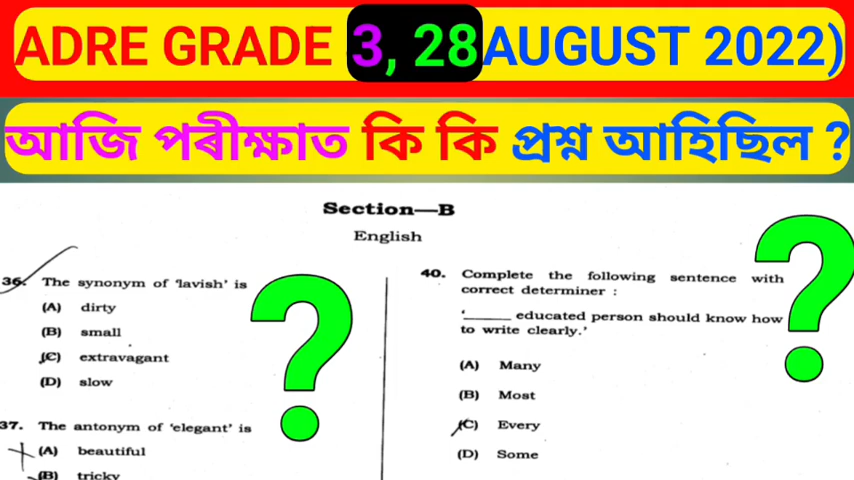 ADRE GRADE 3, 28 AUGUST 2022)
আজি পৰীক্ষাত কি কি প্ৰশ্ন আহিছিল ?
Section—B
English
36. The synonym of 'lavish' is
(A) dirty
(B) small
(C) extravagant
(D) slow
37. The antonym of 'elegant' is
(A) beautiful
(B) tricky
40. Complete the following sentence with
correct determiner :
'______ educated person should know how
to write clearly.'
(A) Many
(B) Most
(C) Every
(D) Some